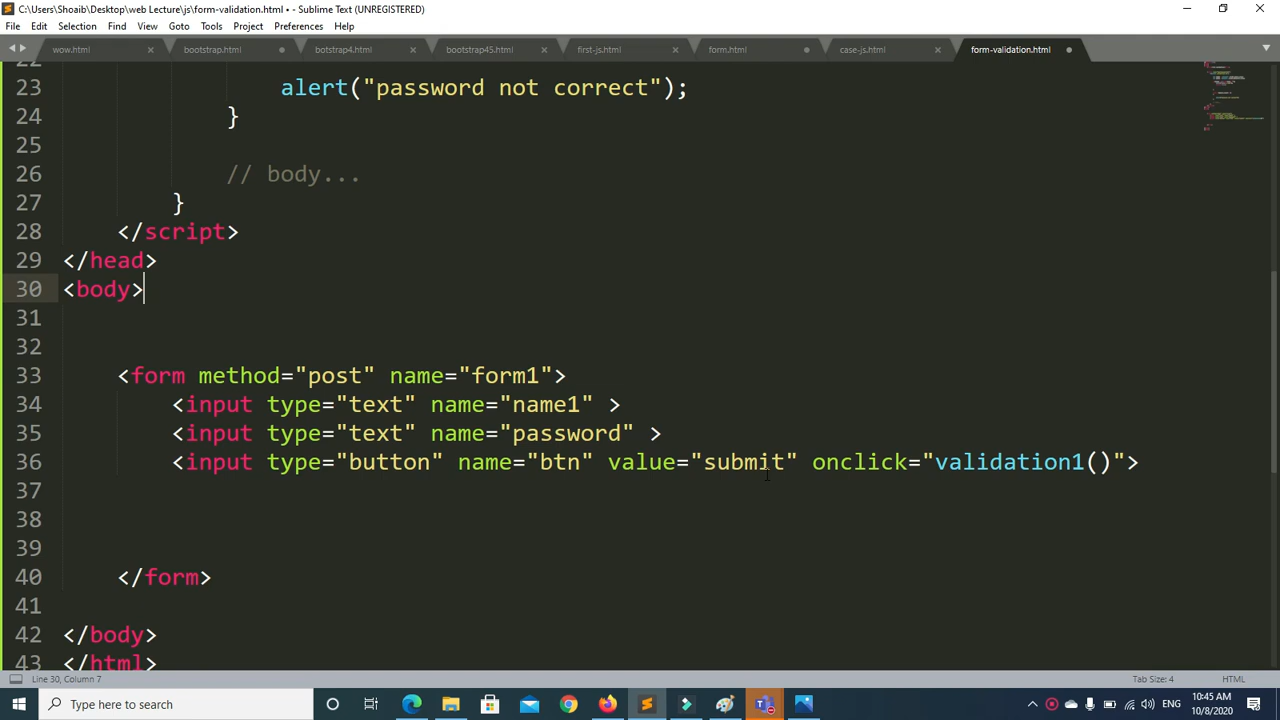 C:\Users\Shoaib\Desktop\web Lecture\js\form-validation.html • - Sublime Text (UNREGISTERED)
File Edit Selection Find View Goto Tools Project Preferences Help
wow.html bootstrap.html botstrap4.html bootstrap45.html first-js.html form.html case-js.html form-validation.html
22
23 alert("password not correct");
24 }
25
26 // body...
27 }
28 </script>
29 </head>
30 <body>
31
32
33 <form method="post" name="form1">
34 <input type="text" name="name1" >
35 <input type="text" name="password" >
36 <input type="button" name="btn" value="submit" onclick="validation1()">
37
38
39
40 </form>
41
42 </body>
43 </html>
Line 30, Column 7 Tab Size: 4 HTML
Type here to search
10:45 AM
10/8/2020